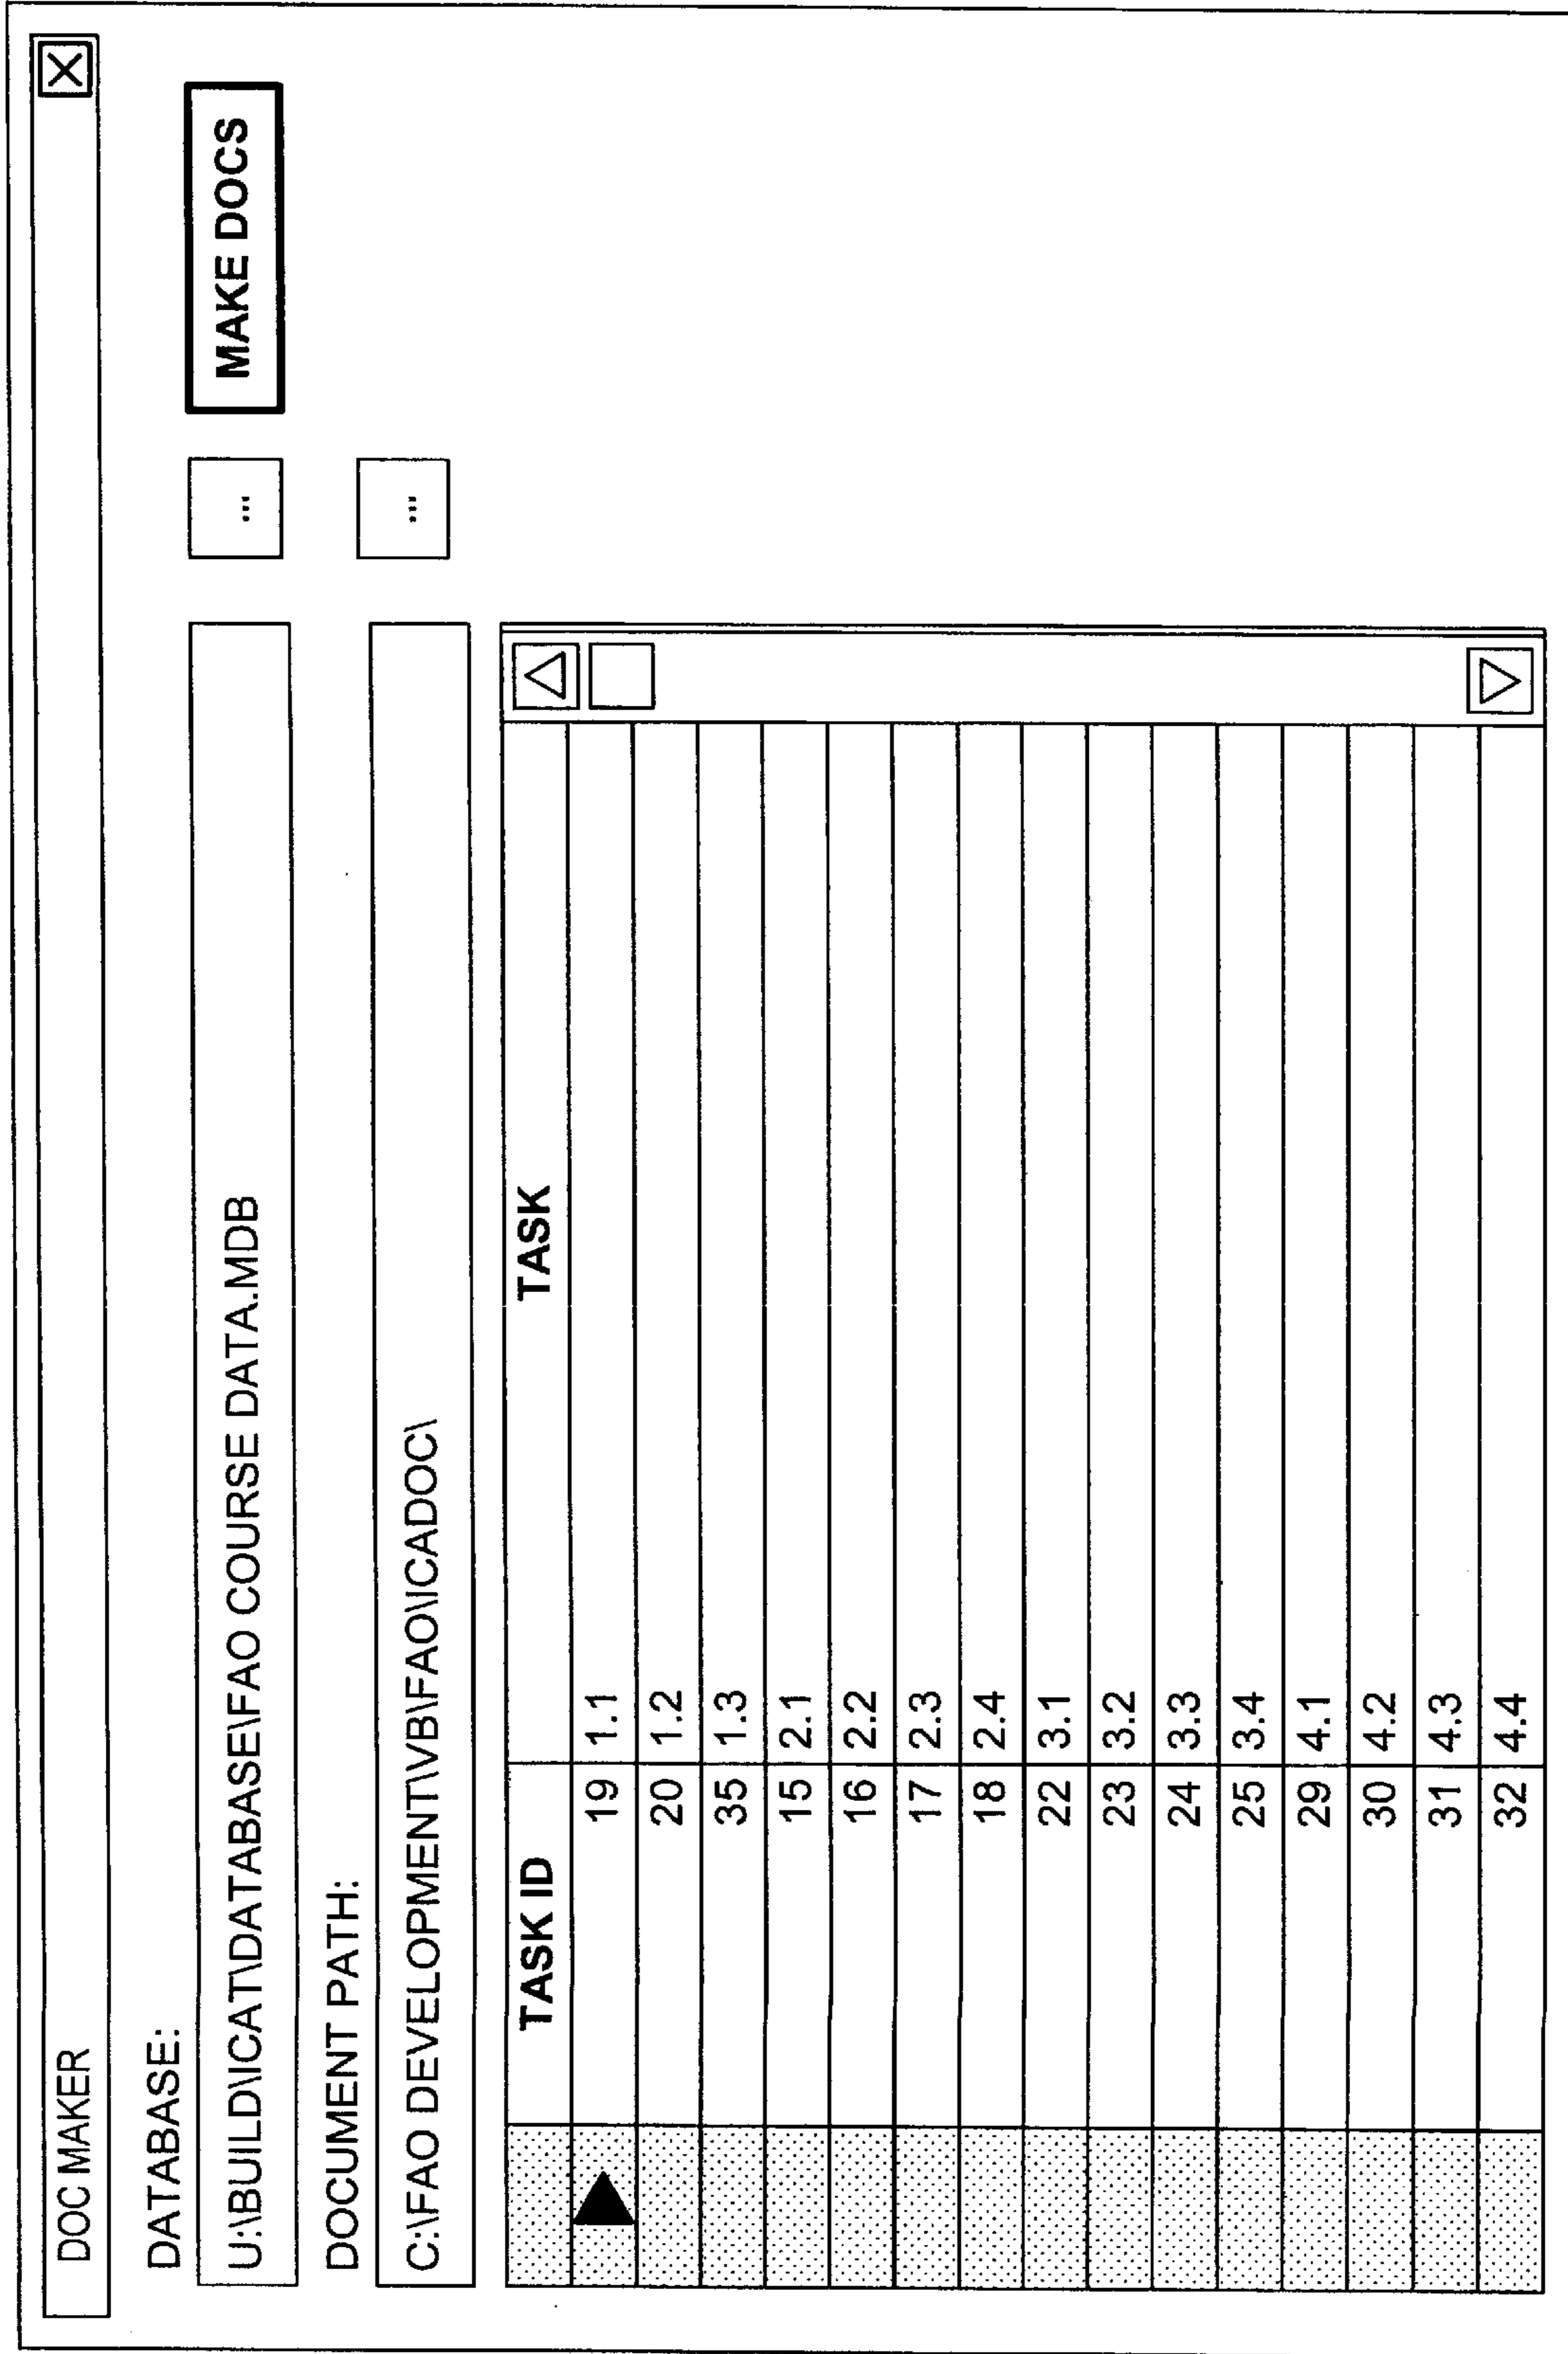 DOC MAKER
DATABASE:
U:\BUILD\ICAT\DATABASE\FAO COURSE DATA.MDB ... MAKE DOCS
DOCUMENT PATH:
C:\FAO DEVELOPMENT\VB\FAO\ICADOC\ ...
TASK ID TASK
19 1.1
20 1.2
35 1.3
15 2.1
16 2.2
17 2.3
18 2.4
22 3.1
23 3.2
24 3.3
25 3.4
29 4.1
30 4.2
31 4.3
32 4.4